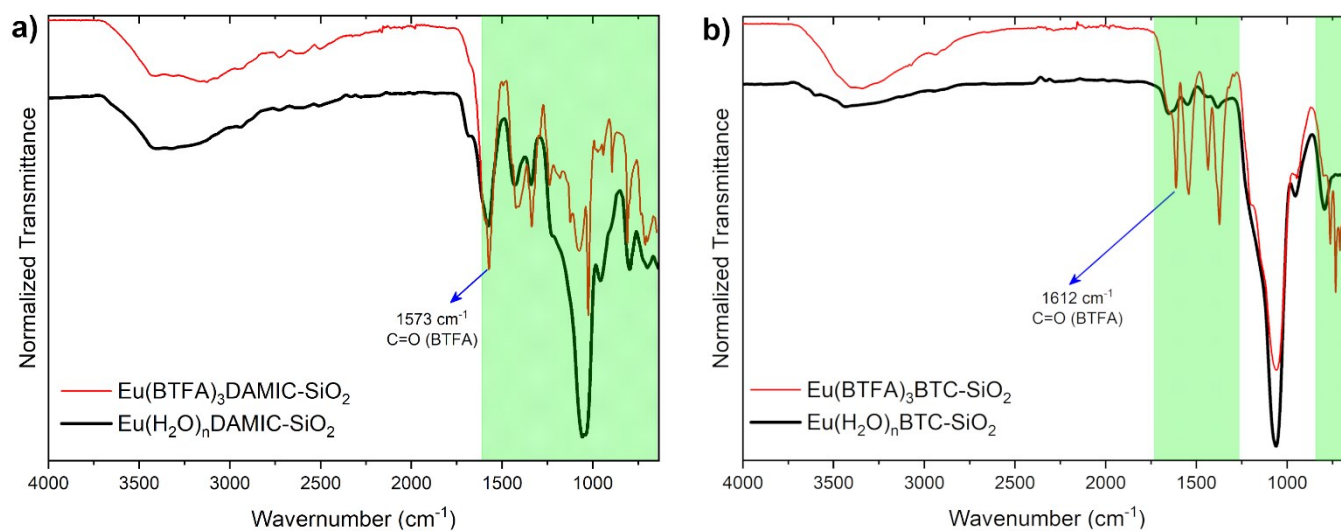 a)
Normalized Transmittance
1573 cm⁻¹
C=O (BTFA)
Eu(BTFA)₃DAMIC-SiO₂
Eu(H₂O)ₙDAMIC-SiO₂
4000 3500 3000 2500 2000 1500 1000
Wavernumber (cm⁻¹)
b)
Normalized Transmittance
1612 cm⁻¹
C=O (BTFA)
Eu(BTFA)₃BTC-SiO₂
Eu(H₂O)ₙBTC-SiO₂
4000 3500 3000 2500 2000 1500 1000
Wavenumber (cm⁻¹)